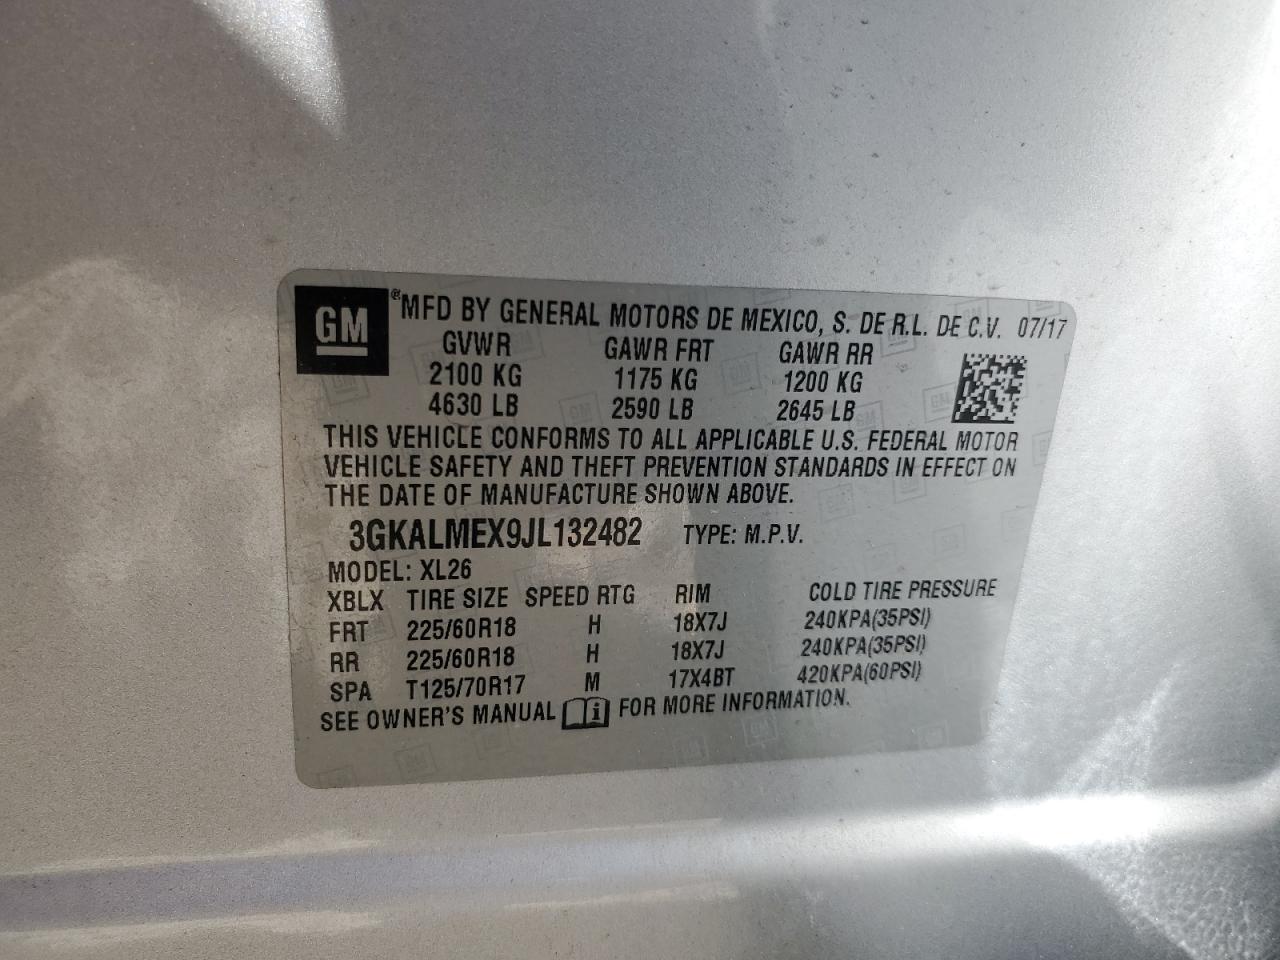 GM
®MFD BY GENERAL MOTORS DE MEXICO, S. DE R.L. DE C.V. 07/17
GVWR GAWR FRT GAWR RR
2100 KG 1175 KG 1200 KG
4630 LB 2590 LB 2645 LB
THIS VEHICLE CONFORMS TO ALL APPLICABLE U.S. FEDERAL MOTOR
VEHICLE SAFETY AND THEFT PREVENTION STANDARDS IN EFFECT ON
THE DATE OF MANUFACTURE SHOWN ABOVE.
3GKALMEX9JL132482 TYPE: M.P.V.
MODEL: XL26
XBLX TIRE SIZE SPEED RTG RIM COLD TIRE PRESSURE
FRT 225/60R18 H 18X7J 240KPA(35PSI)
RR 225/60R18 H 18X7J 240KPA(35PSI)
SPA T125/70R17 M 17X4BT 420KPA(60PSI)
SEE OWNER'S MANUAL i FOR MORE INFORMATION.